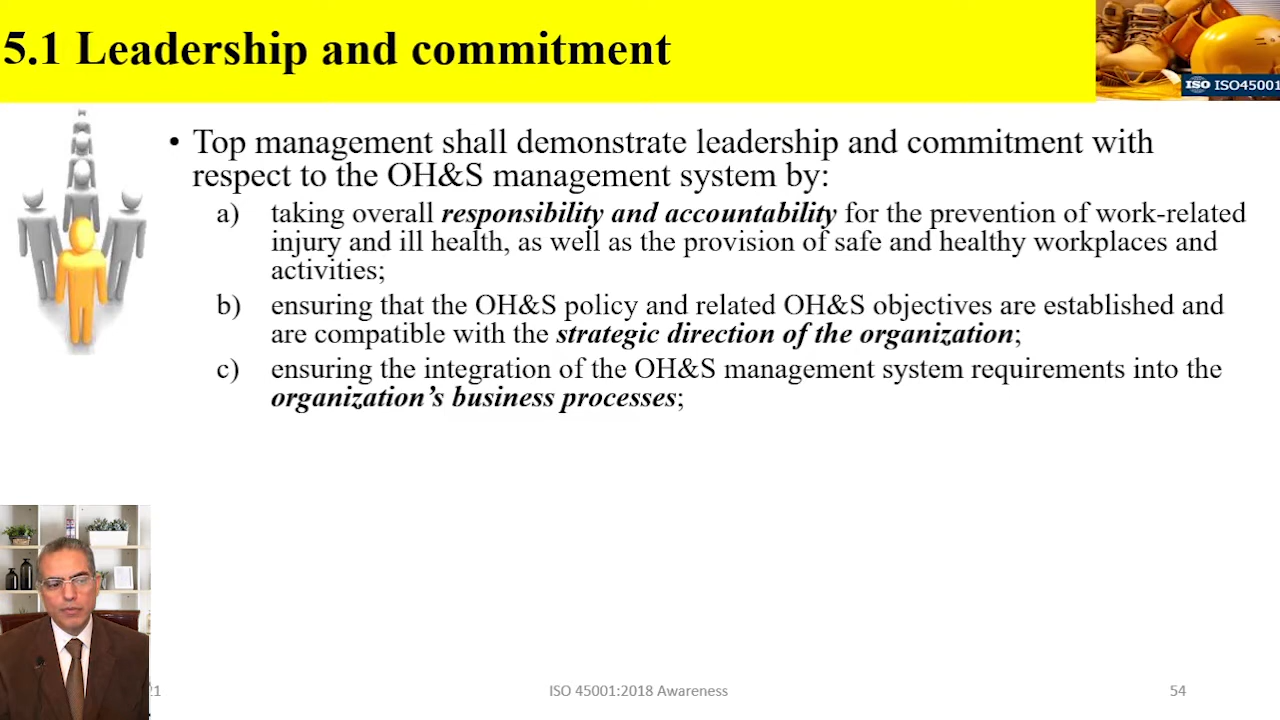 5.1 Leadership and commitment
ISO ISO45001
• Top management shall demonstrate leadership and commitment with
respect to the OH&S management system by:
a) taking overall responsibility and accountability for the prevention of work-related
injury and ill health, as well as the provision of safe and healthy workplaces and
activities;
b) ensuring that the OH&S policy and related OH&S objectives are established and
are compatible with the strategic direction of the organization;
c) ensuring the integration of the OH&S management system requirements into the
organization’s business processes;
21
ISO 45001:2018 Awareness
54